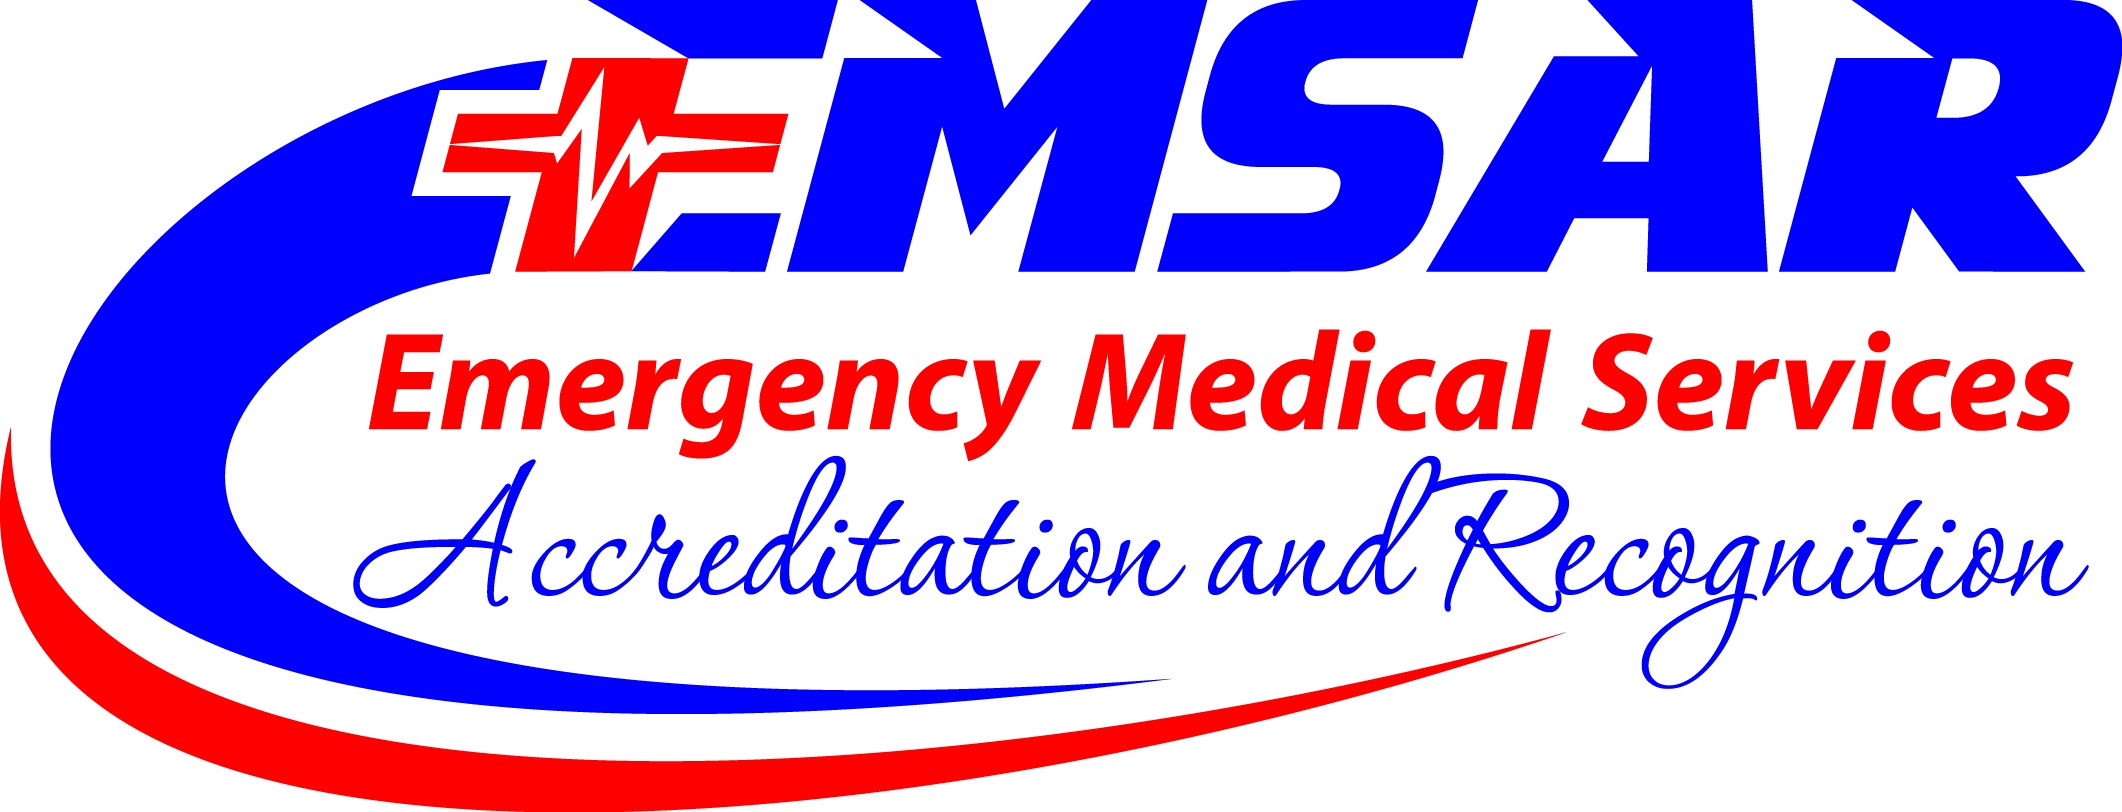 EMSAR
Emergency Medical Services
Accreditation and Recognition